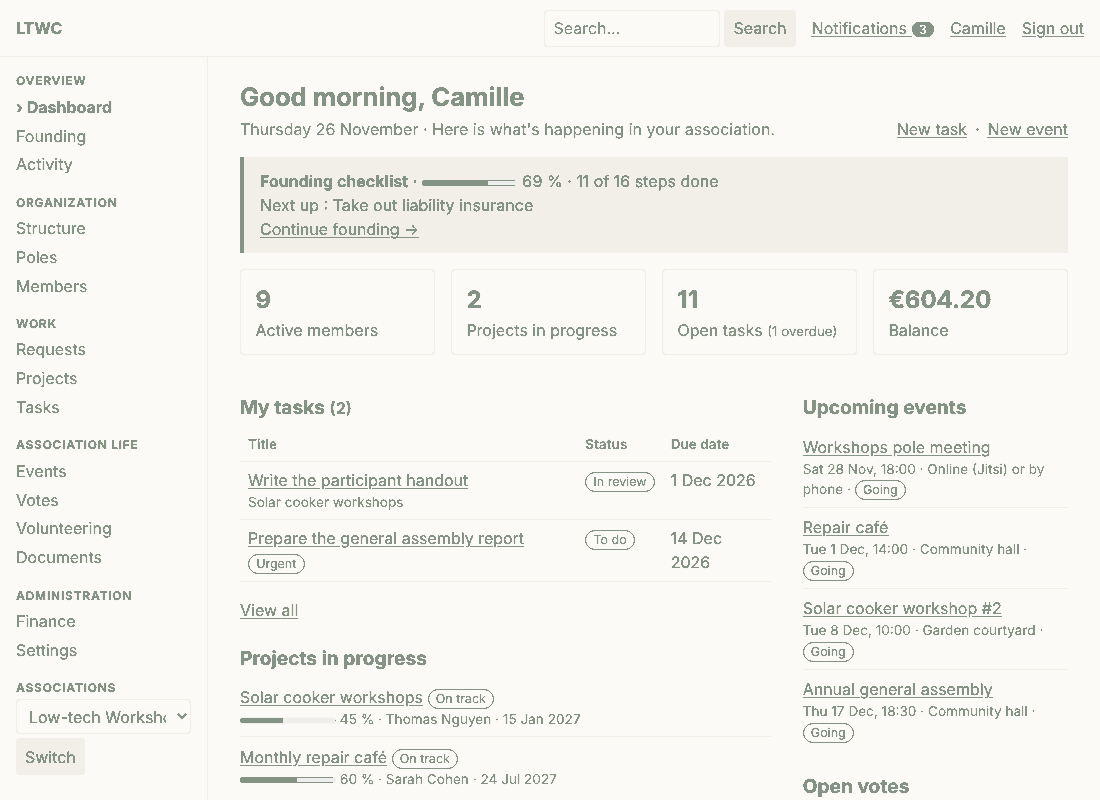 LTWC
Search...
Search
Notifications 3
Camille
Sign out
OVERVIEW
› Dashboard
Founding
Activity
ORGANIZATION
Structure
Poles
Members
WORK
Requests
Projects
Tasks
ASSOCIATION LIFE
Events
Votes
Volunteering
Documents
ADMINISTRATION
Finance
Settings
ASSOCIATIONS
Low-tech Worksho
Switch
Good morning, Camille
Thursday 26 November · Here is what's happening in your association.
New task · New event
Founding checklist · 69 % · 11 of 16 steps done
Next up : Take out liability insurance
Continue founding →
9
Active members
2
Projects in progress
11
Open tasks (1 overdue)
€604.20
Balance
My tasks (2)
Title Status Due date
Write the participant handout In review 1 Dec 2026
Solar cooker workshops
Prepare the general assembly report To do 14 Dec
2026
Urgent
View all
Projects in progress
Solar cooker workshops On track
45 % · Thomas Nguyen · 15 Jan 2027
Monthly repair café On track
60 % · Sarah Cohen · 24 Jul 2027
Upcoming events
Workshops pole meeting
Sat 28 Nov, 18:00 · Online (Jitsi) or by
phone · Going
Repair café
Tue 1 Dec, 14:00 · Community hall ·
Going
Solar cooker workshop #2
Tue 8 Dec, 10:00 · Garden courtyard ·
Going
Annual general assembly
Thu 17 Dec, 18:30 · Community hall ·
Going
Open votes